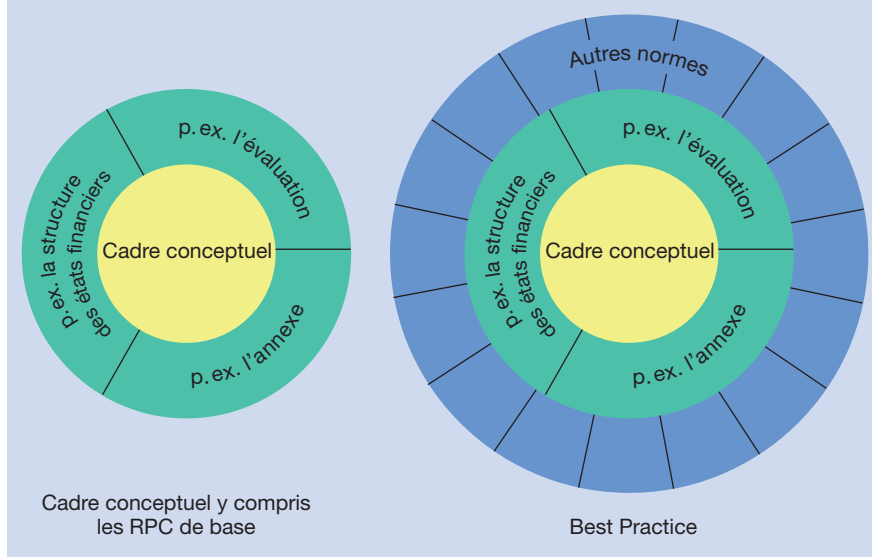 p. ex. la structure
des états financiers
p. ex. l'évaluation
Cadre conceptuel
p. ex. l'annexe
Cadre conceptuel y compris
les RPC de base
Autres normes
p. ex. la structure
des états financiers
p. ex. l'évaluation
Cadre conceptuel
p. ex. l'annexe
Best Practice